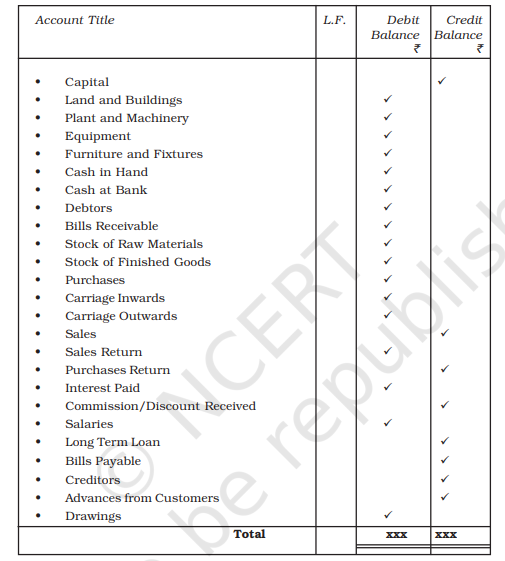 Account Title L.F. Debit Credit
Balance Balance
₹ ₹
• Capital ✓
• Land and Buildings ✓
• Plant and Machinery ✓
• Equipment ✓
• Furniture and Fixtures ✓
• Cash in Hand ✓
• Cash at Bank ✓
• Debtors ✓
• Bills Receivable ✓
• Stock of Raw Materials ✓
• Stock of Finished Goods ✓
• Purchases ✓
• Carriage Inwards ✓
• Carriage Outwards ✓
• Sales ✓
• Sales Return ✓
• Purchases Return ✓
• Interest Paid ✓
• Commission/Discount Received ✓
• Salaries ✓
• Long Term Loan ✓
• Bills Payable ✓
• Creditors ✓
• Advances from Customers ✓
• Drawings ✓
Total xxx xxx
© NCERT
be republish